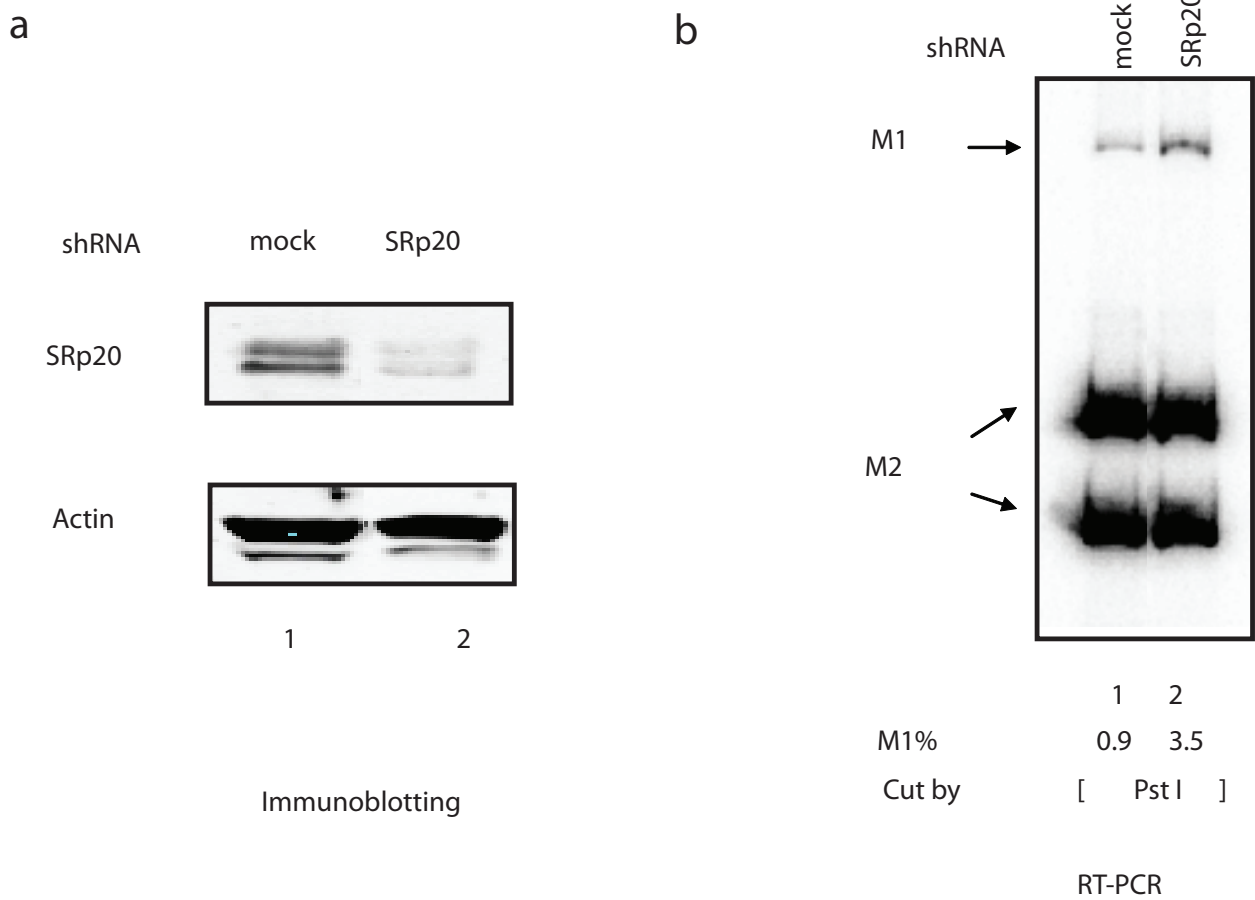 a
shRNA mock SRp20
SRp20
Actin
1 2
Immunoblotting
b
shRNA mock SRp20
M1
M2
1 2
M1% 0.9 3.5
Cut by [ Pst I ]
RT-PCR